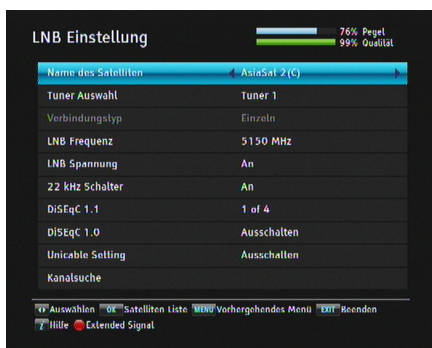 LNB Einstellung
76% Pegel
99% Qualität
Name des Satelliten AsiaSat 2(C)
Tuner Auswahl Tuner 1
Verbindungstyp Einzeln
LNB Frequenz 5150 MHz
LNB Spannung An
22 kHz Schalter An
DiSEqC 1.1 1 of 4
DiSEqC 1.0 Ausschalten
Unicable Setting Ausschalten
Kanalsuche
Auswählen OK Satelliten Liste MENU Vorhergehendes Menü EXIT Beenden
i Hilfe Extended Signal